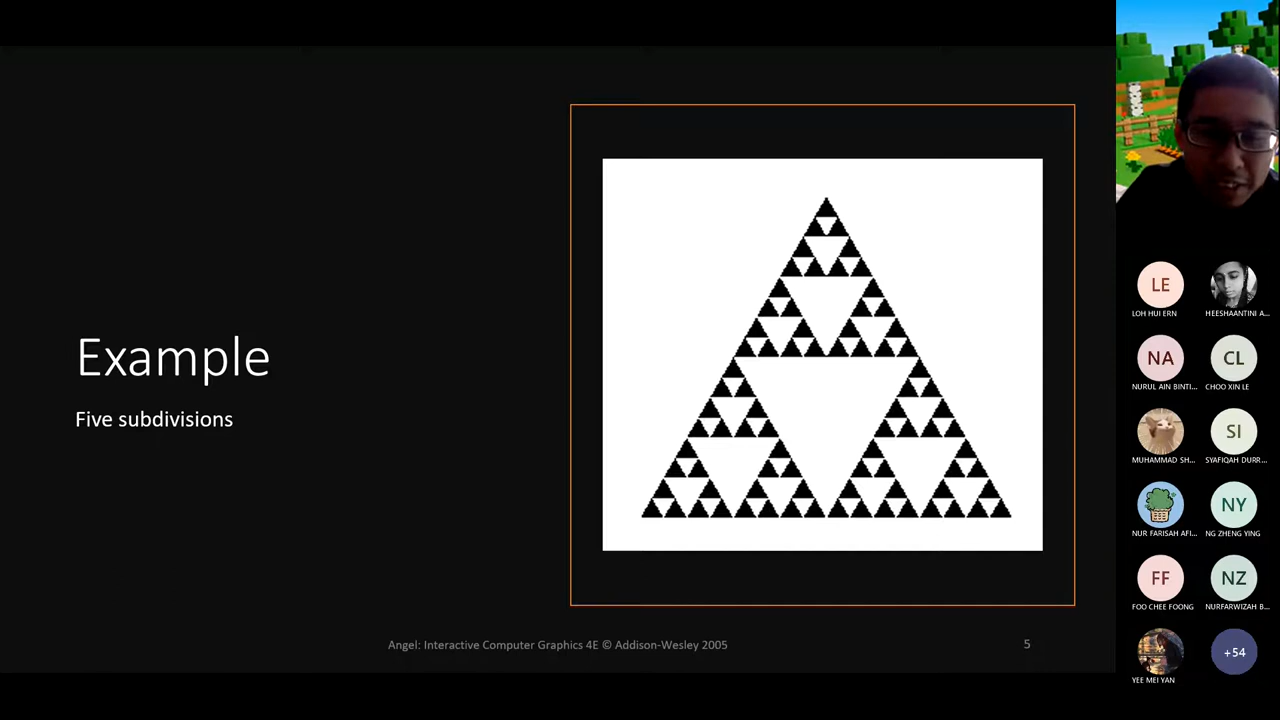 Example
Five subdivisions
Angel: Interactive Computer Graphics 4E © Addison-Wesley 2005
5
LE
LOH HUI ERN
HEESHAANTINI A...
NA
NURUL AIN BINTI...
CL
CHOO XIN LE
MUHAMMAD SH...
SI
SYAFIQAH DURR...
NUR FARISAH AFI...
NY
NG ZHENG YING
FF
FOO CHEE FOONG
NZ
NURFARWIZAH B...
YEE MEI YAN
+54